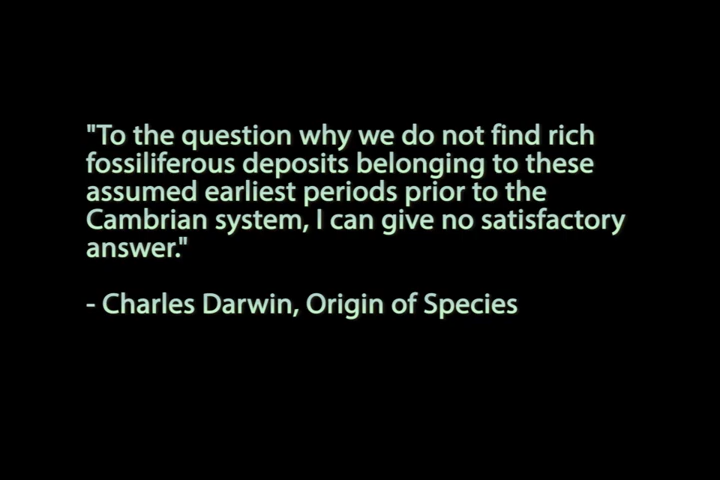 "To the question why we do not find rich
fossiliferous deposits belonging to these
assumed earliest periods prior to the
Cambrian system, I can give no satisfactory
answer."
- Charles Darwin, Origin of Species